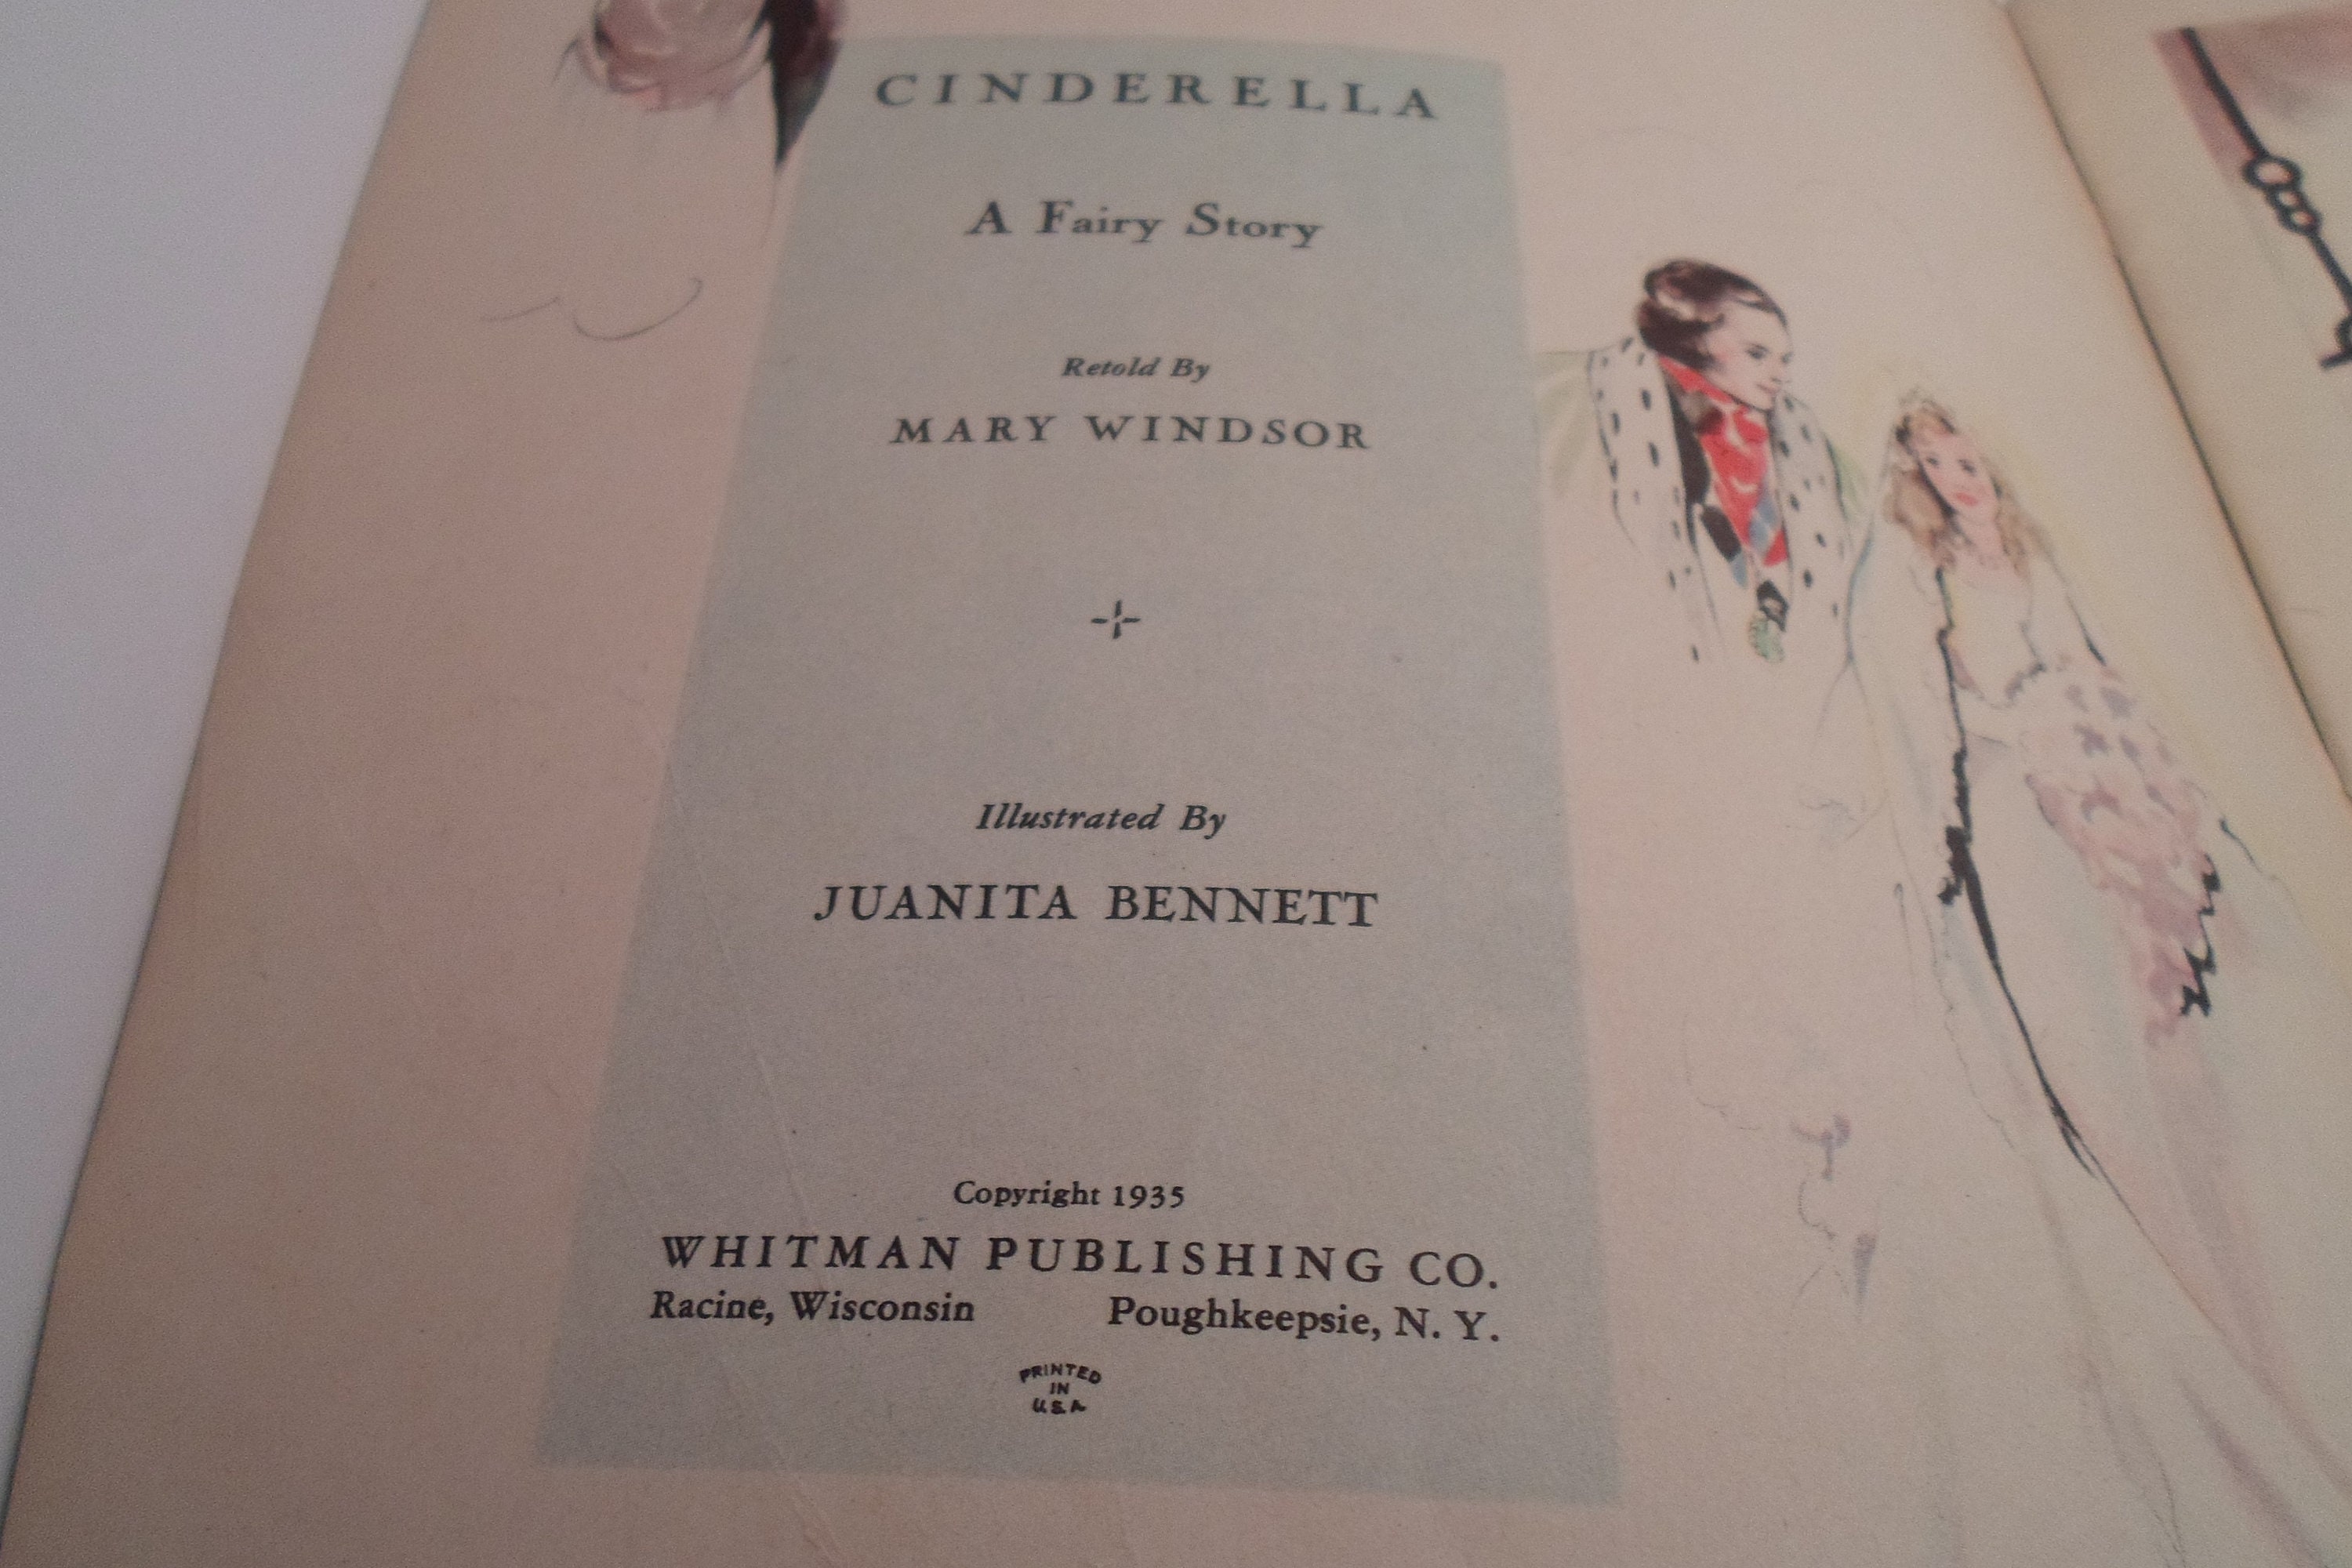 CINDERELLA
A Fairy Story
Retold By
MARY WINDSOR
Illustrated By
JUANITA BENNETT
Copyright 1935
WHITMAN PUBLISHING CO.
Racine, Wisconsin Poughkeepsie, N. Y.
PRINTED
IN
U.S.A